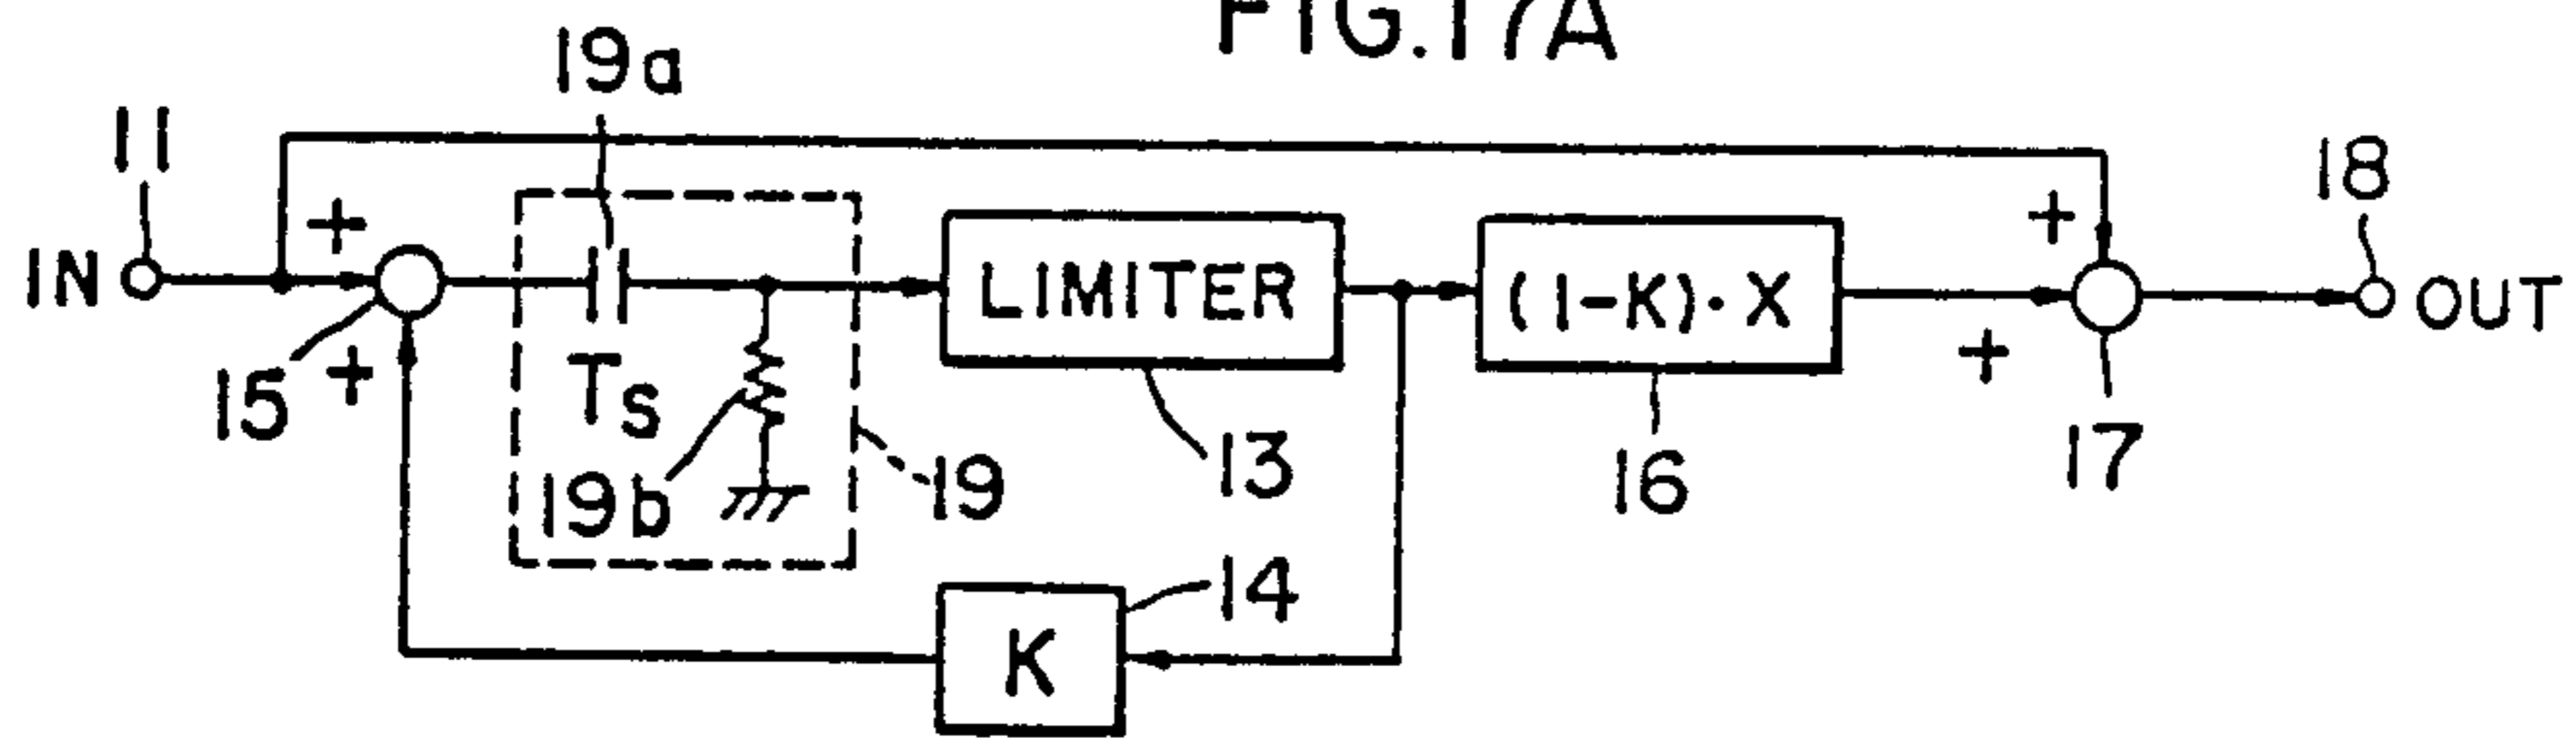 FIG.17A
19a
11
IN
+
+
15
Ts
19b
19
LIMITER
13
K
14
(1-K)·X
16
+
+
17
18
OUT